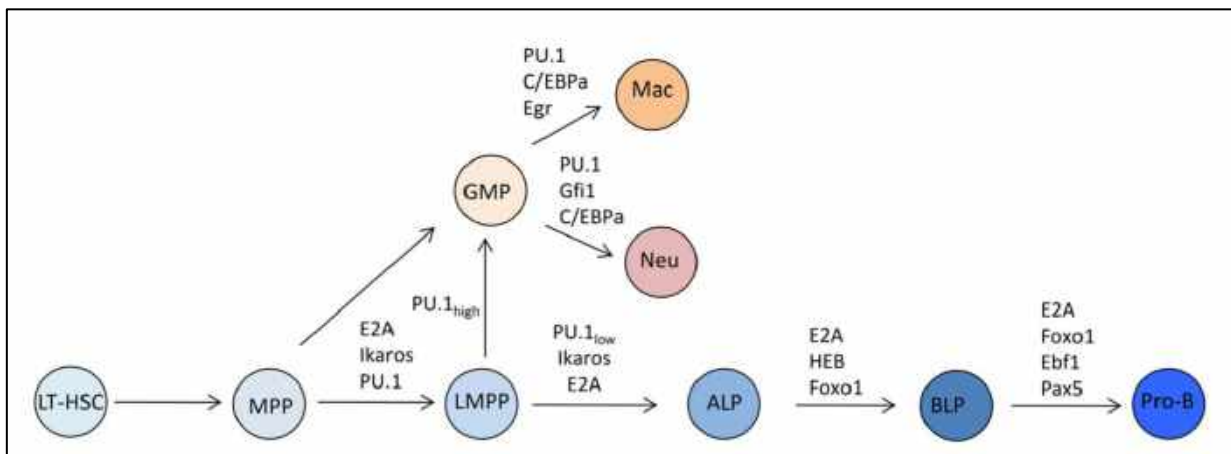 PU.1
C/EBPa
Egr
Mac
GMP
PU.1
Gfi1
C/EBPa
Neu
PU.1high
E2A
Ikaros
PU.1
PU.1low
Ikaros
E2A
E2A
HEB
Foxo1
E2A
Foxo1
Ebf1
Pax5
LT-HSC
MPP
LMPP
ALP
BLP
Pro-B